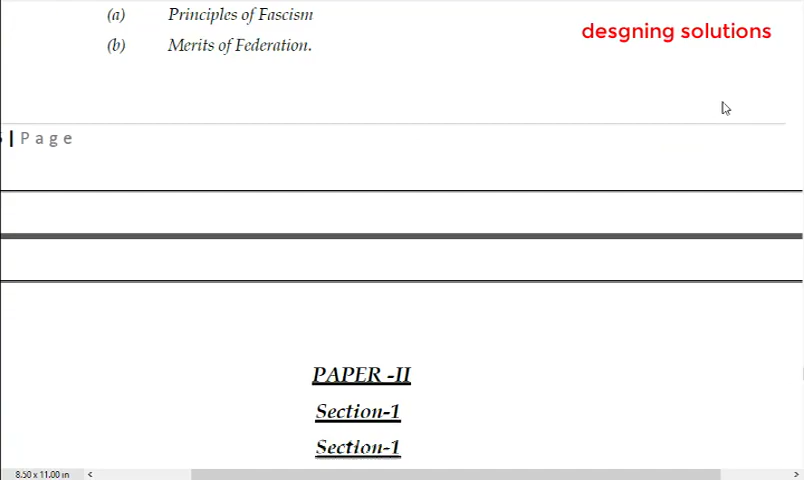 (a) Principles of Fascism
desgning solutions
(b) Merits of Federation.
| Page
PAPER -II
Section-1
Section-1
8.50 x 11.00 in